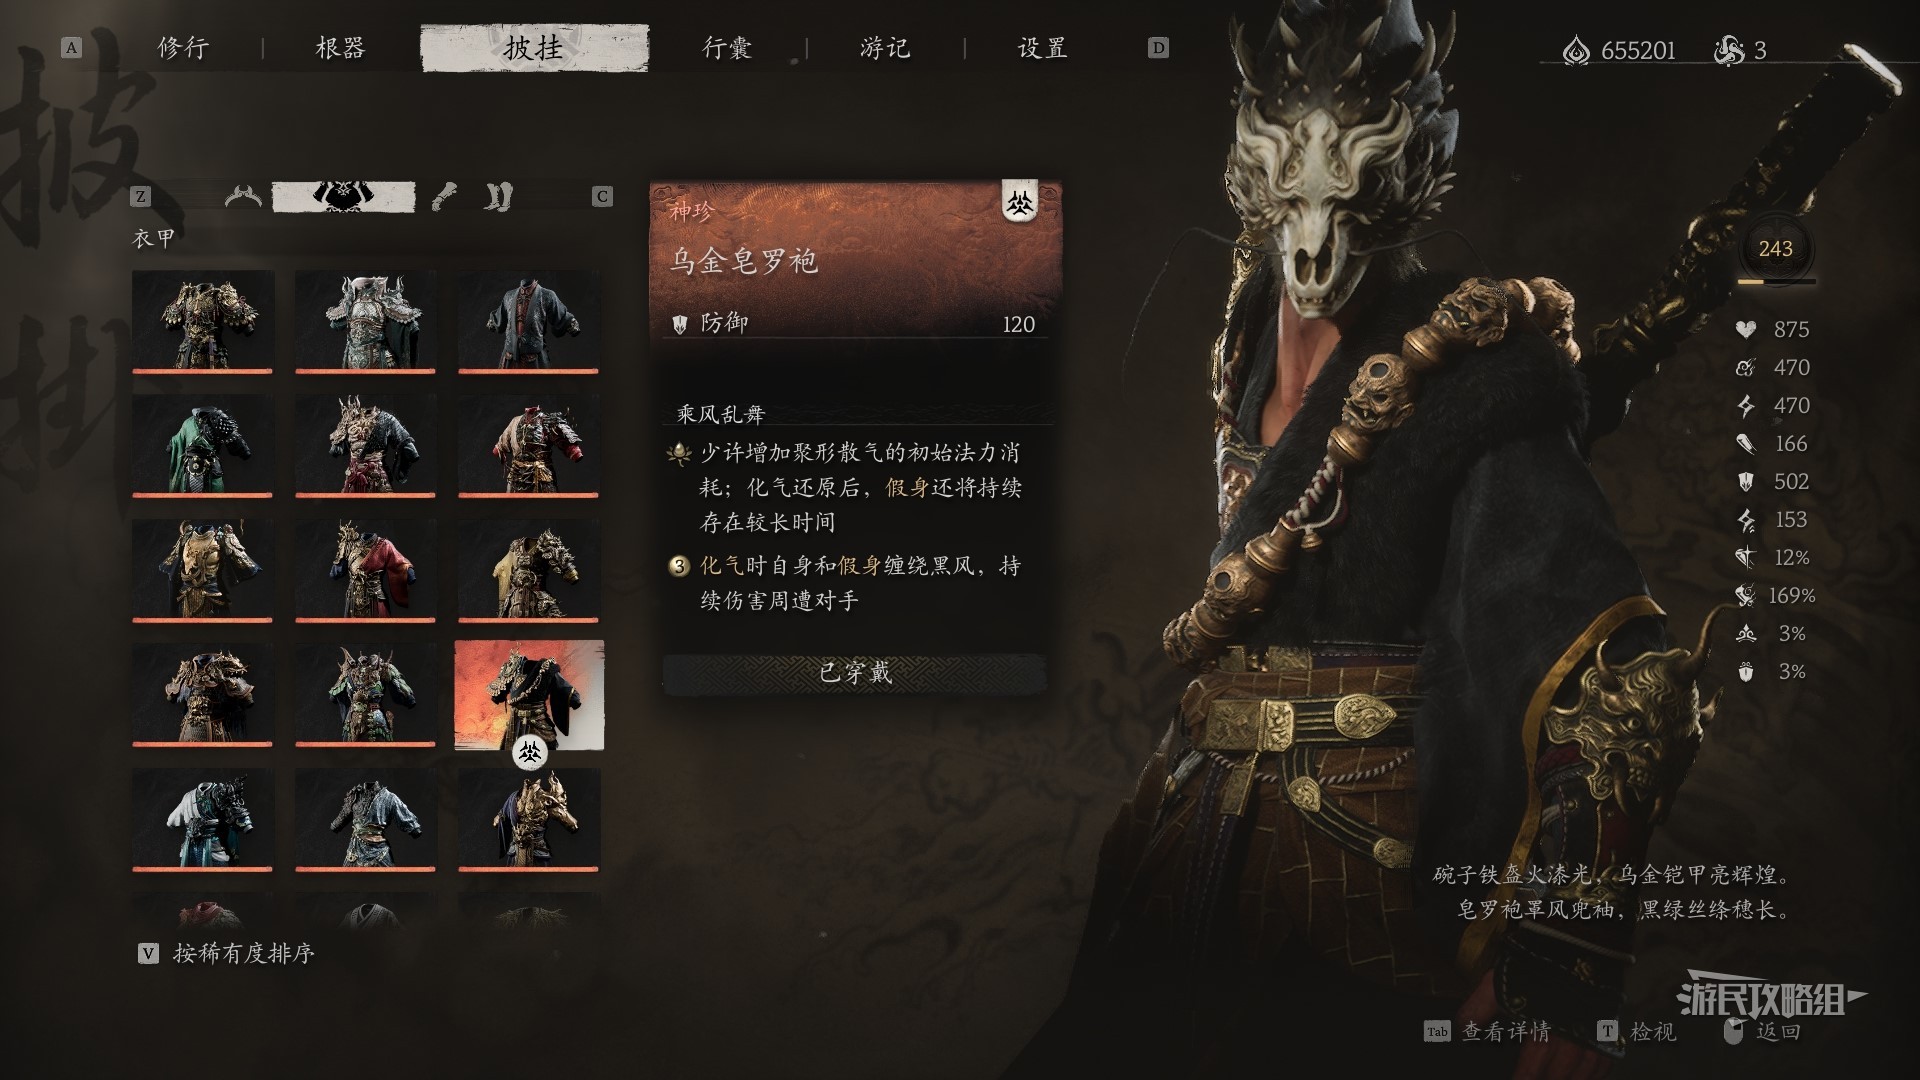 A 修行 根器 披挂 行囊 游记 设置 D
655201 3
披挂
Z C
衣甲
神珍
乌金皂罗袍
防御 120
乘风乱舞
少许增加聚形散气的初始法力消
耗；化气还原后，假身还将持续
存在较长时间
3 化气时自身和假身缠绕黑风，持
续伤害周遭对手
已穿戴
243
875
470
470
166
502
153
12%
169%
3%
3%
碗子铁盔火漆光，乌金铠甲亮辉煌。
皂罗袍罩风兜袖，黑绿丝绦穗长。
V 按稀有度排序
游民攻略组
Tab 查看详情 T 检视 返回